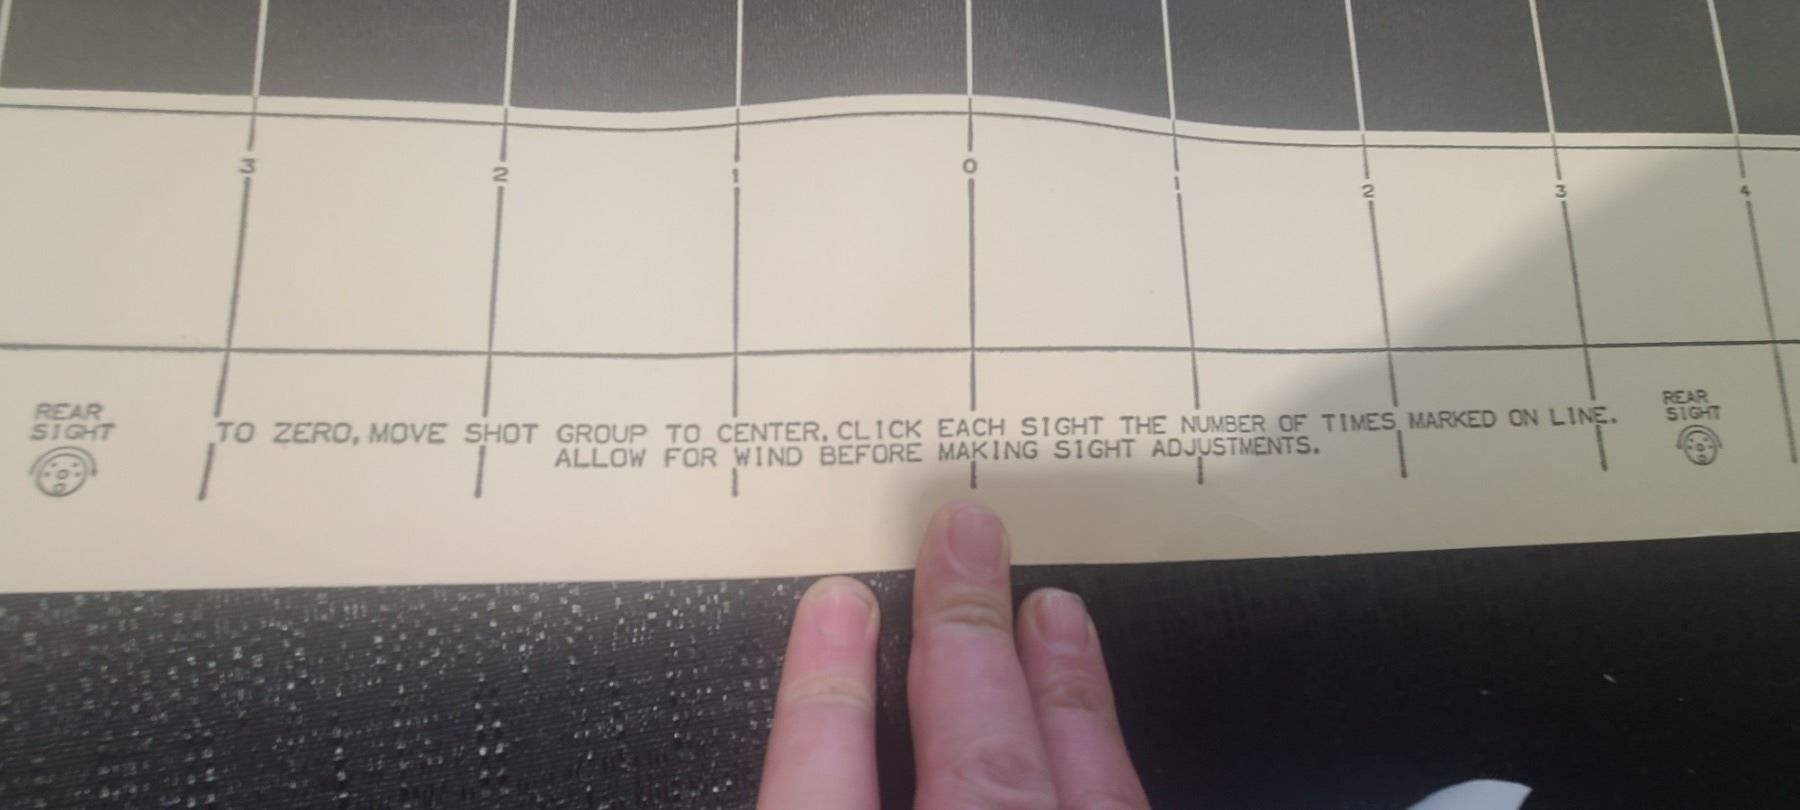 3 2 1 0 1 2 3 4
REAR SIGHT
TO ZERO, MOVE SHOT GROUP TO CENTER, CLICK EACH SIGHT THE NUMBER OF TIMES MARKED ON LINE.
ALLOW FOR WIND BEFORE MAKING SIGHT ADJUSTMENTS.
REAR SIGHT